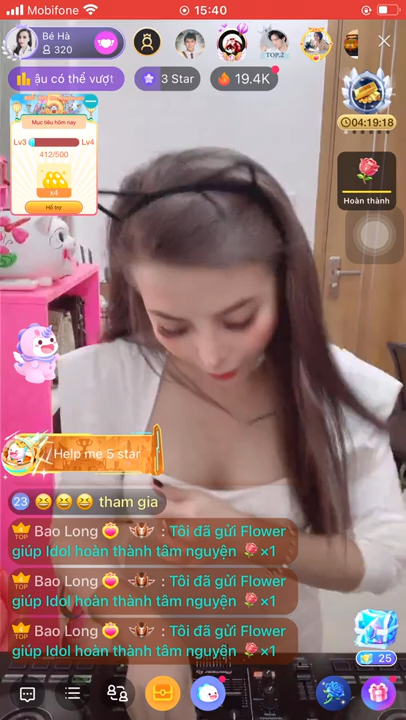 Mobifone
15:40
Bé Hà
320
TOP.2
ậu có thể vượt
3 Star
19.4K
Mục tiêu hôm nay
Lv3
Lv4
412/500
x4
Hỗ trợ
04:19:18
Hoàn thành
Help me 5 star
23 😆😆😆 tham gia
TOP Bao Long : Tôi đã gửi Flower
giúp Idol hoàn thành tâm nguyện 🌹×1
TOP Bao Long : Tôi đã gửi Flower
giúp Idol hoàn thành tâm nguyện 🌹×1
TOP Bao Long : Tôi đã gửi Flower
giúp Idol hoàn thành tâm nguyện 🌹×1
25